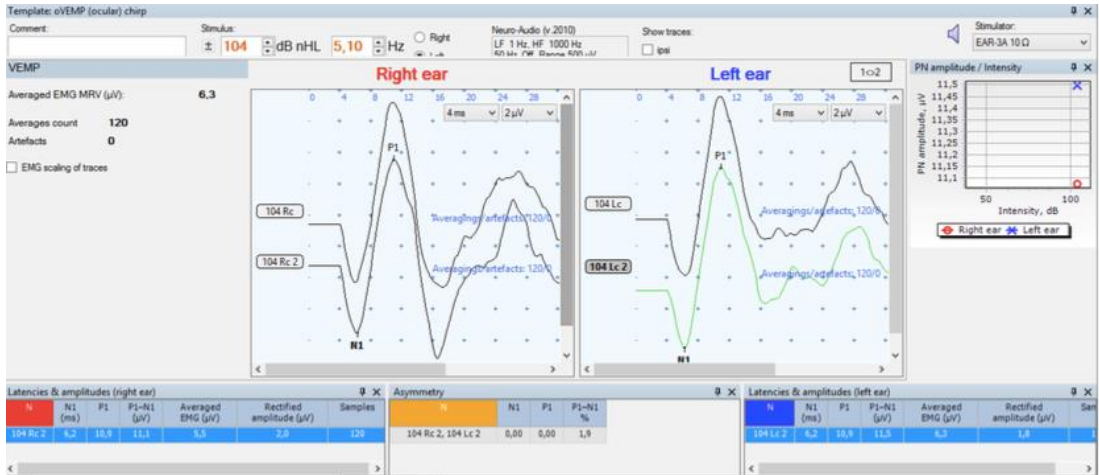 Template: oVEMP (ocular) chirp
Comment:
Stimulus:
± 104 dB nHL 5,10 Hz
Right
Left
Neuro-Audio (v.2010)
LF 1 Hz, HF 1000 Hz
50 Hz Off, Range 500 µV
Show traces:
ipsi
Stimulator:
EAR-3A 10 Ω
VEMP
Averaged EMG MRV (µV): 6,3
Averages count 120
Artefacts 0
EMG scaling of traces
Right ear
0 4 8 12 16 20 24 28
4 ms 2 µV
P1
104 Rc
Averagings/artefacts: 120/0
104 Rc 2
Averagings/artefacts: 120/0
N1
Left ear
1<>2
0 4 8 12 16 20 24 28
4 ms 2 µV
P1
104 Lc
Averagings/artefacts: 120/0
104 Lc 2
Averagings/artefacts: 120/0
N1
PN amplitude / Intensity
PN amplitude, µV
11,5
11,45
11,4
11,35
11,3
11,25
11,2
11,15
11,1
50 100
Intensity, dB
Right ear Left ear
Latencies & amplitudes (right ear)
N N1 (ms) P1 P1-N1 (µV) Averaged EMG (µV) Rectified amplitude (µV) Samples
104 Rc 2 6,2 10,9 11,1 5,5 2,0 120
Asymmetry
N N1 P1 P1-N1 %
104 Rc 2, 104 Lc 2 0,00 0,00 1,9
Latencies & amplitudes (left ear)
N N1 (ms) P1 P1-N1 (µV) Averaged EMG (µV) Rectified amplitude (µV)
104 Lc 2 6,2 10,9 11,5 6,3 1,8